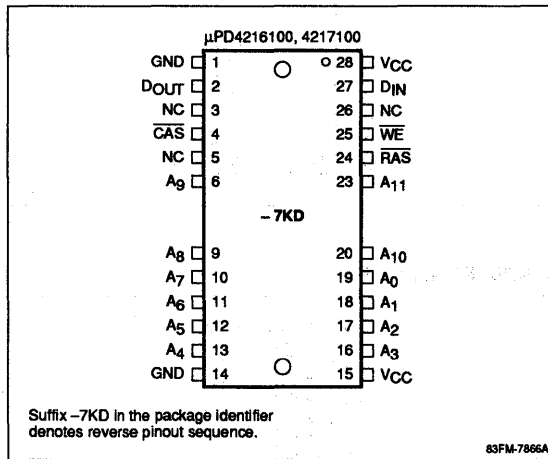 µPD4216100, 4217100
GND 1 28 VCC
DOUT 2 27 DIN
NC 3 26 NC
CAS 4 25 WE
NC 5 24 RAS
A9 6 23 A11
–7KD
A8 9 20 A10
A7 10 19 A0
A6 11 18 A1
A5 12 17 A2
A4 13 16 A3
GND 14 15 VCC
Suffix –7KD in the package identifier
denotes reverse pinout sequence.
83FM-7866A